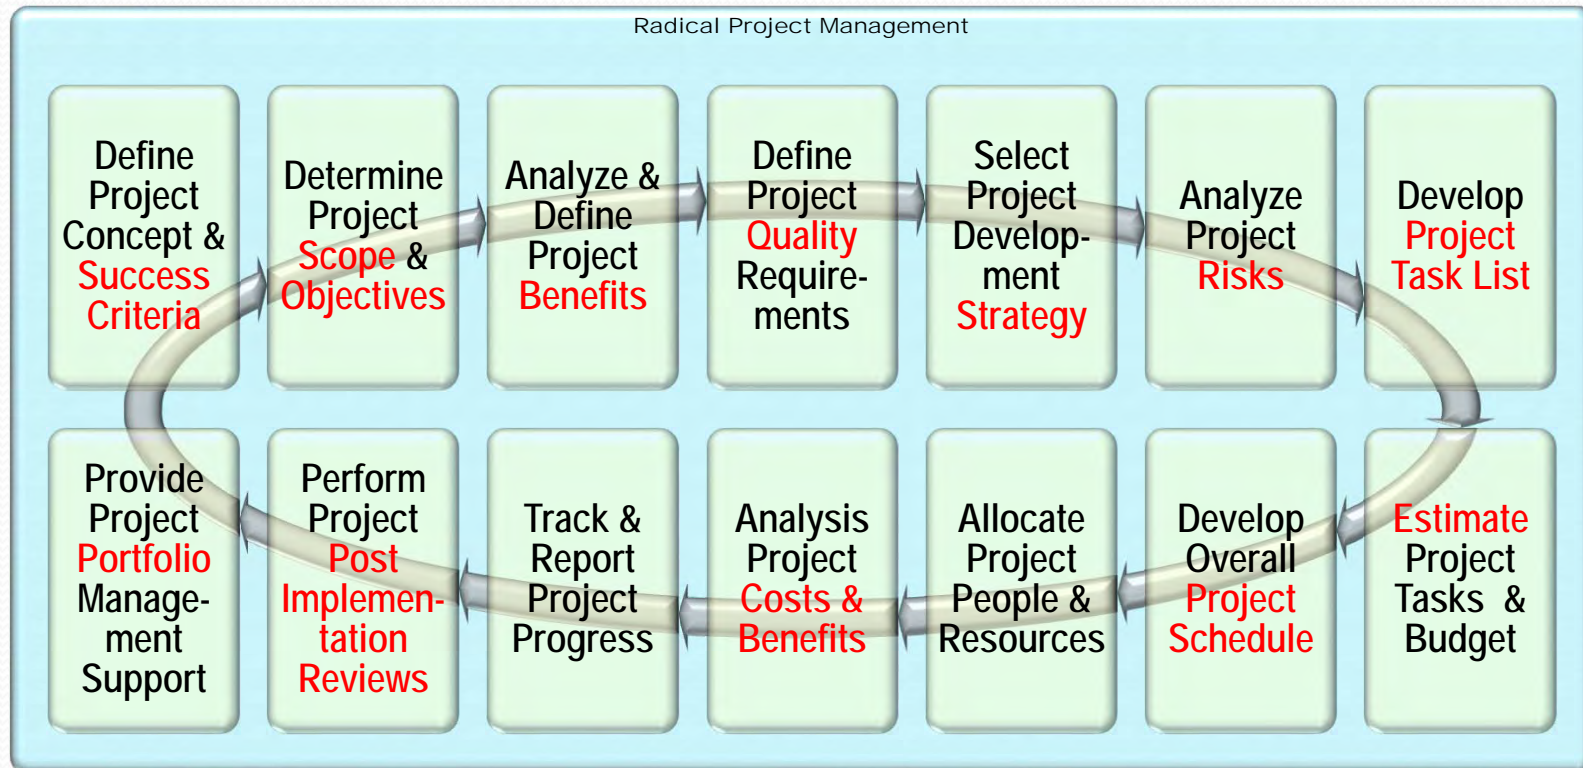 Radical Project Management
Define
Project
Concept &
Success
Criteria
Determine
Project
Scope &
Objectives
Analyze &
Define
Project
Benefits
Define
Project
Quality
Require-
ments
Select
Project
Develop-
ment
Strategy
Analyze
Project
Risks
Develop
Project
Task List
Provide
Project
Portfolio
Manage-
ment
Support
Perform
Project
Post
Implemen-
tation
Reviews
Track &
Report
Project
Progress
Analysis
Project
Costs &
Benefits
Allocate
Project
People &
Resources
Develop
Overall
Project
Schedule
Estimate
Project
Tasks &
Budget